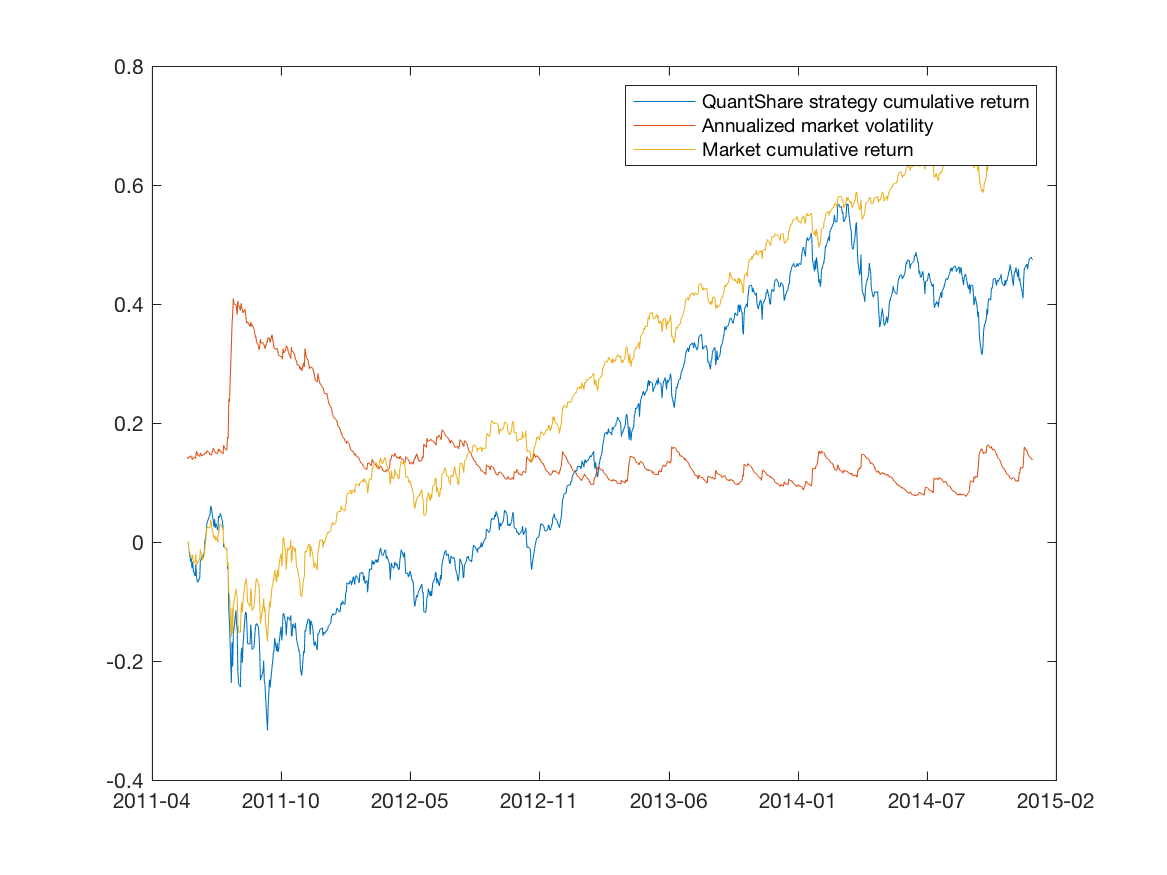 0.8
QuantShare strategy cumulative return
Annualized market volatility
Market cumulative return
0.6
0.4
0.2
0
-0.2
-0.4
2011-04 2011-10 2012-05 2012-11 2013-06 2014-01 2014-07 2015-02